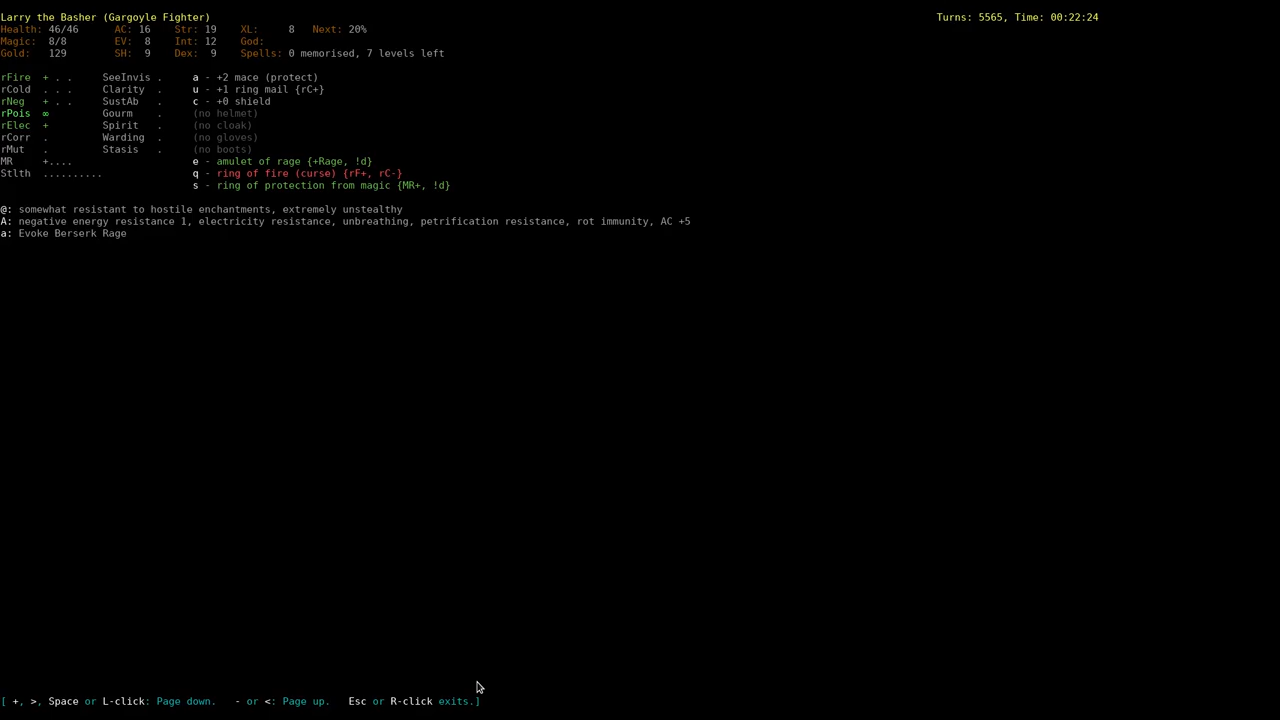 Larry the Basher (Gargoyle Fighter) Turns: 5565, Time: 00:22:24
Health: 46/46 AC: 16 Str: 19 XL: 8 Next: 20%
Magic: 8/8 EV: 8 Int: 12 God:
Gold: 129 SH: 9 Dex: 9 Spells: 0 memorised, 7 levels left
rFire + . . SeeInvis . a - +2 mace (protect)
rCold . . . Clarity . u - +1 ring mail {rC+}
rNeg + . . SustAb . c - +0 shield
rPois ∞ Gourm . (no helmet)
rElec + Spirit . (no cloak)
rCorr . Warding . (no gloves)
rMut . Stasis . (no boots)
MR +.... e - amulet of rage {+Rage, !d}
Stlth .......... q - ring of fire (curse) {rF+, rC-}
s - ring of protection from magic {MR+, !d}
@: somewhat resistant to hostile enchantments, extremely unstealthy
A: negative energy resistance 1, electricity resistance, unbreathing, petrification resistance, rot immunity, AC +5
a: Evoke Berserk Rage
[ +, >, Space or L-click: Page down. - or <: Page up. Esc or R-click exits.]